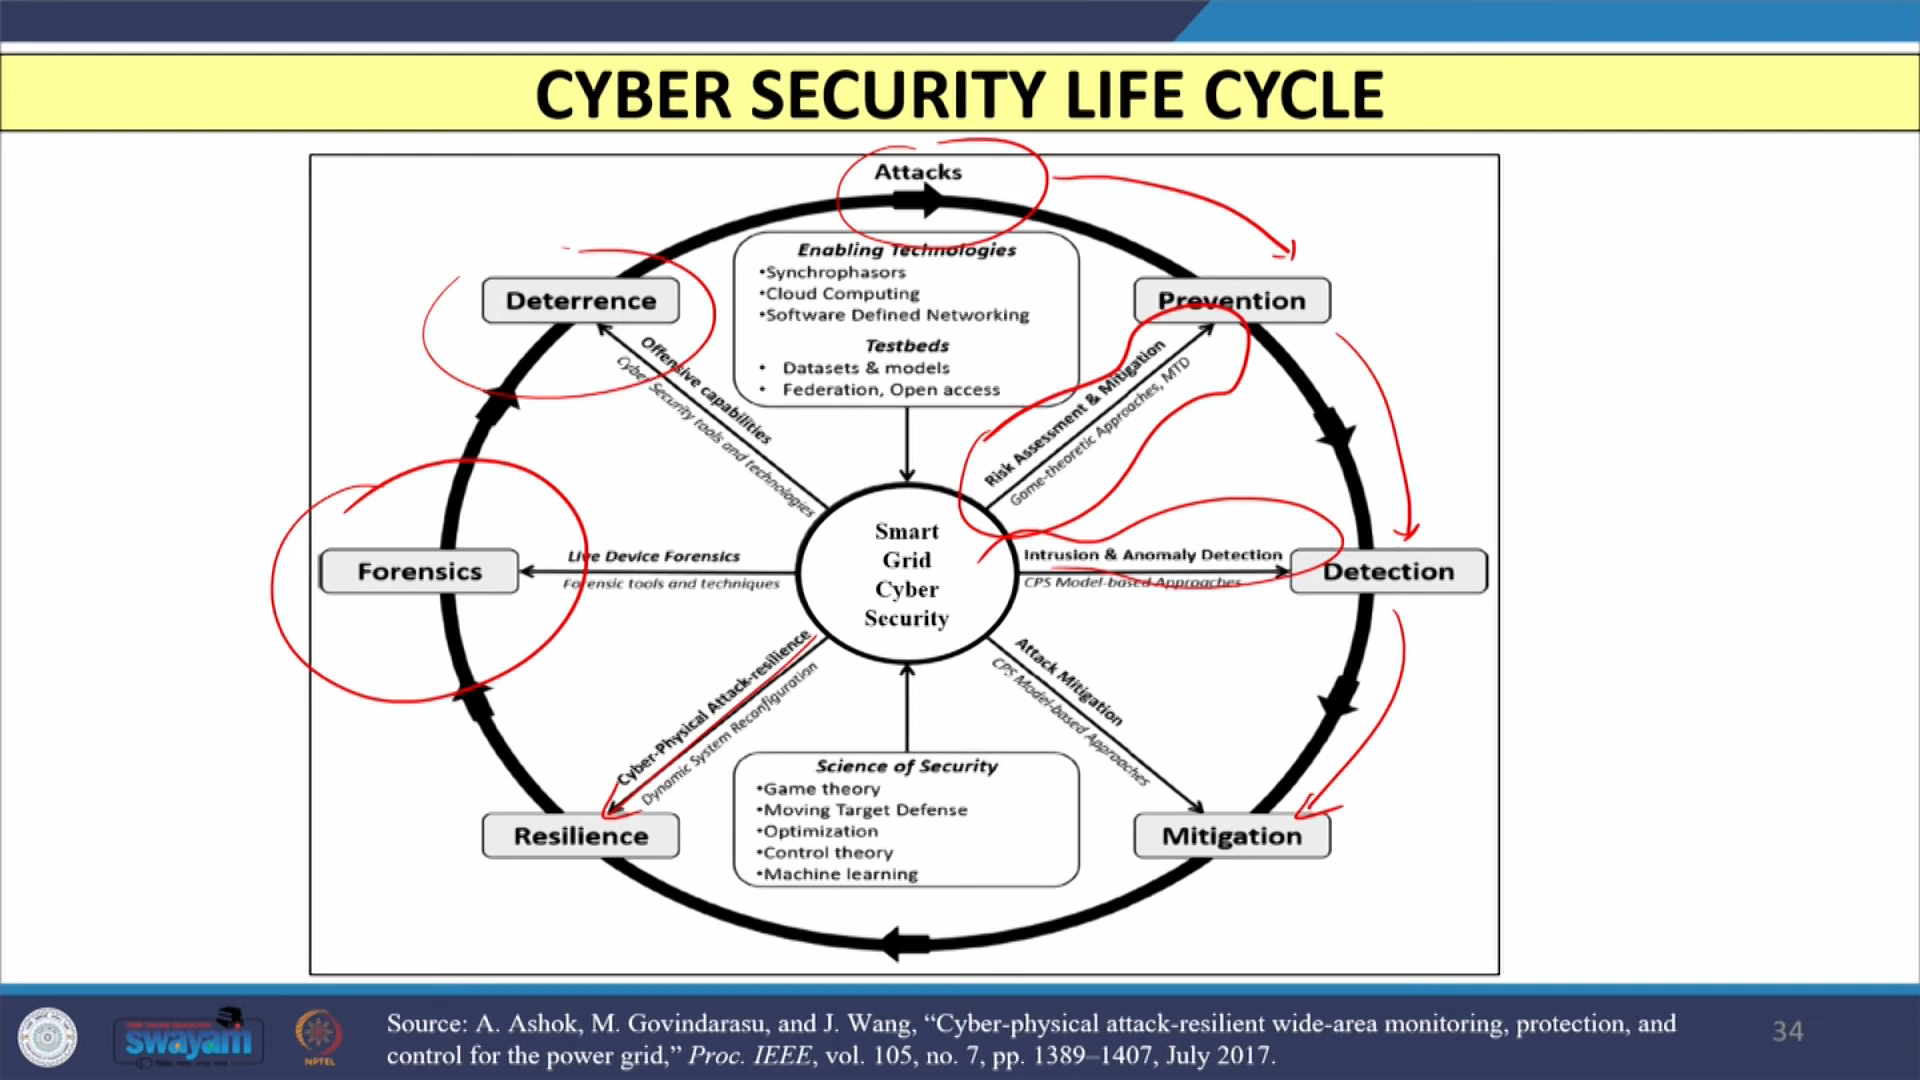 CYBER SECURITY LIFE CYCLE
Attacks
Enabling Technologies
•Synchrophasors
•Cloud Computing
•Software Defined Networking
Testbeds
• Datasets & models
• Federation, Open access
Deterrence
Prevention
Offensive capabilities
Cyber Security tools and technologies
Risk Assessment & Mitigation
Game-theoretic Approaches, MTD
Smart
Grid
Cyber
Security
Forensics
Live Device Forensics
Forensic tools and techniques
Intrusion & Anomaly Detection
CPS Model-based Approaches
Detection
Cyber-Physical Attack-resilience
Dynamic System Reconfiguration
Attack Mitigation
CPS Model-based Approaches
Resilience
Mitigation
Science of Security
•Game theory
•Moving Target Defense
•Optimization
•Control theory
•Machine learning
swayam
NPTEL
Source: A. Ashok, M. Govindarasu, and J. Wang, “Cyber-physical attack-resilient wide-area monitoring, protection, and
control for the power grid,” Proc. IEEE, vol. 105, no. 7, pp. 1389–1407, July 2017.
34